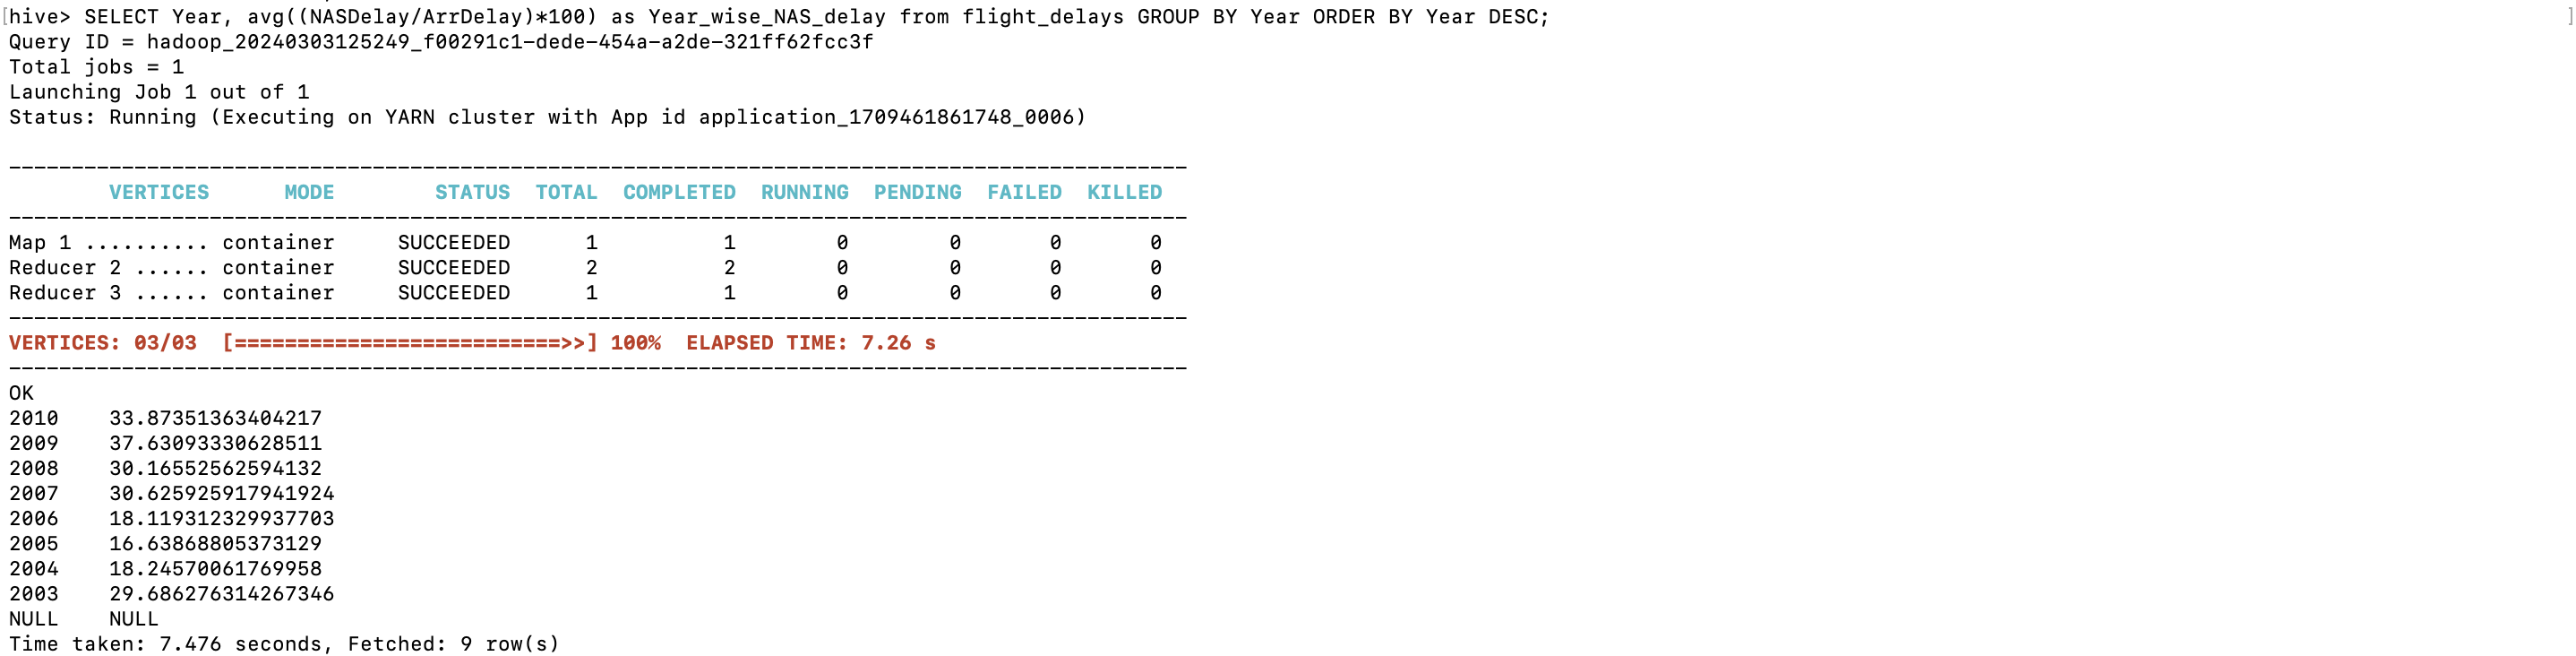 [hive> SELECT Year, avg((NASDelay/ArrDelay)*100) as Year_wise_NAS_delay from flight_delays GROUP BY Year ORDER BY Year DESC; ]
Query ID = hadoop_20240303125249_f00291c1-dede-454a-a2de-321ff62fcc3f
Total jobs = 1
Launching Job 1 out of 1
Status: Running (Executing on YARN cluster with App id application_1709461861748_0006)
----------------------------------------------------------------------------------------------
        VERTICES      MODE        STATUS  TOTAL  COMPLETED  RUNNING  PENDING  FAILED  KILLED
----------------------------------------------------------------------------------------------
Map 1 .......... container     SUCCEEDED      1          1        0        0       0       0
Reducer 2 ...... container     SUCCEEDED      2          2        0        0       0       0
Reducer 3 ...... container     SUCCEEDED      1          1        0        0       0       0
----------------------------------------------------------------------------------------------
VERTICES: 03/03  [==========================>>] 100%  ELAPSED TIME: 7.26 s
----------------------------------------------------------------------------------------------
OK
2010    33.87351363404217
2009    37.63093330628511
2008    30.16552562594132
2007    30.625925917941924
2006    18.119312329937703
2005    16.63868805373129
2004    18.24570061769958
2003    29.686276314267346
NULL    NULL
Time taken: 7.476 seconds, Fetched: 9 row(s)